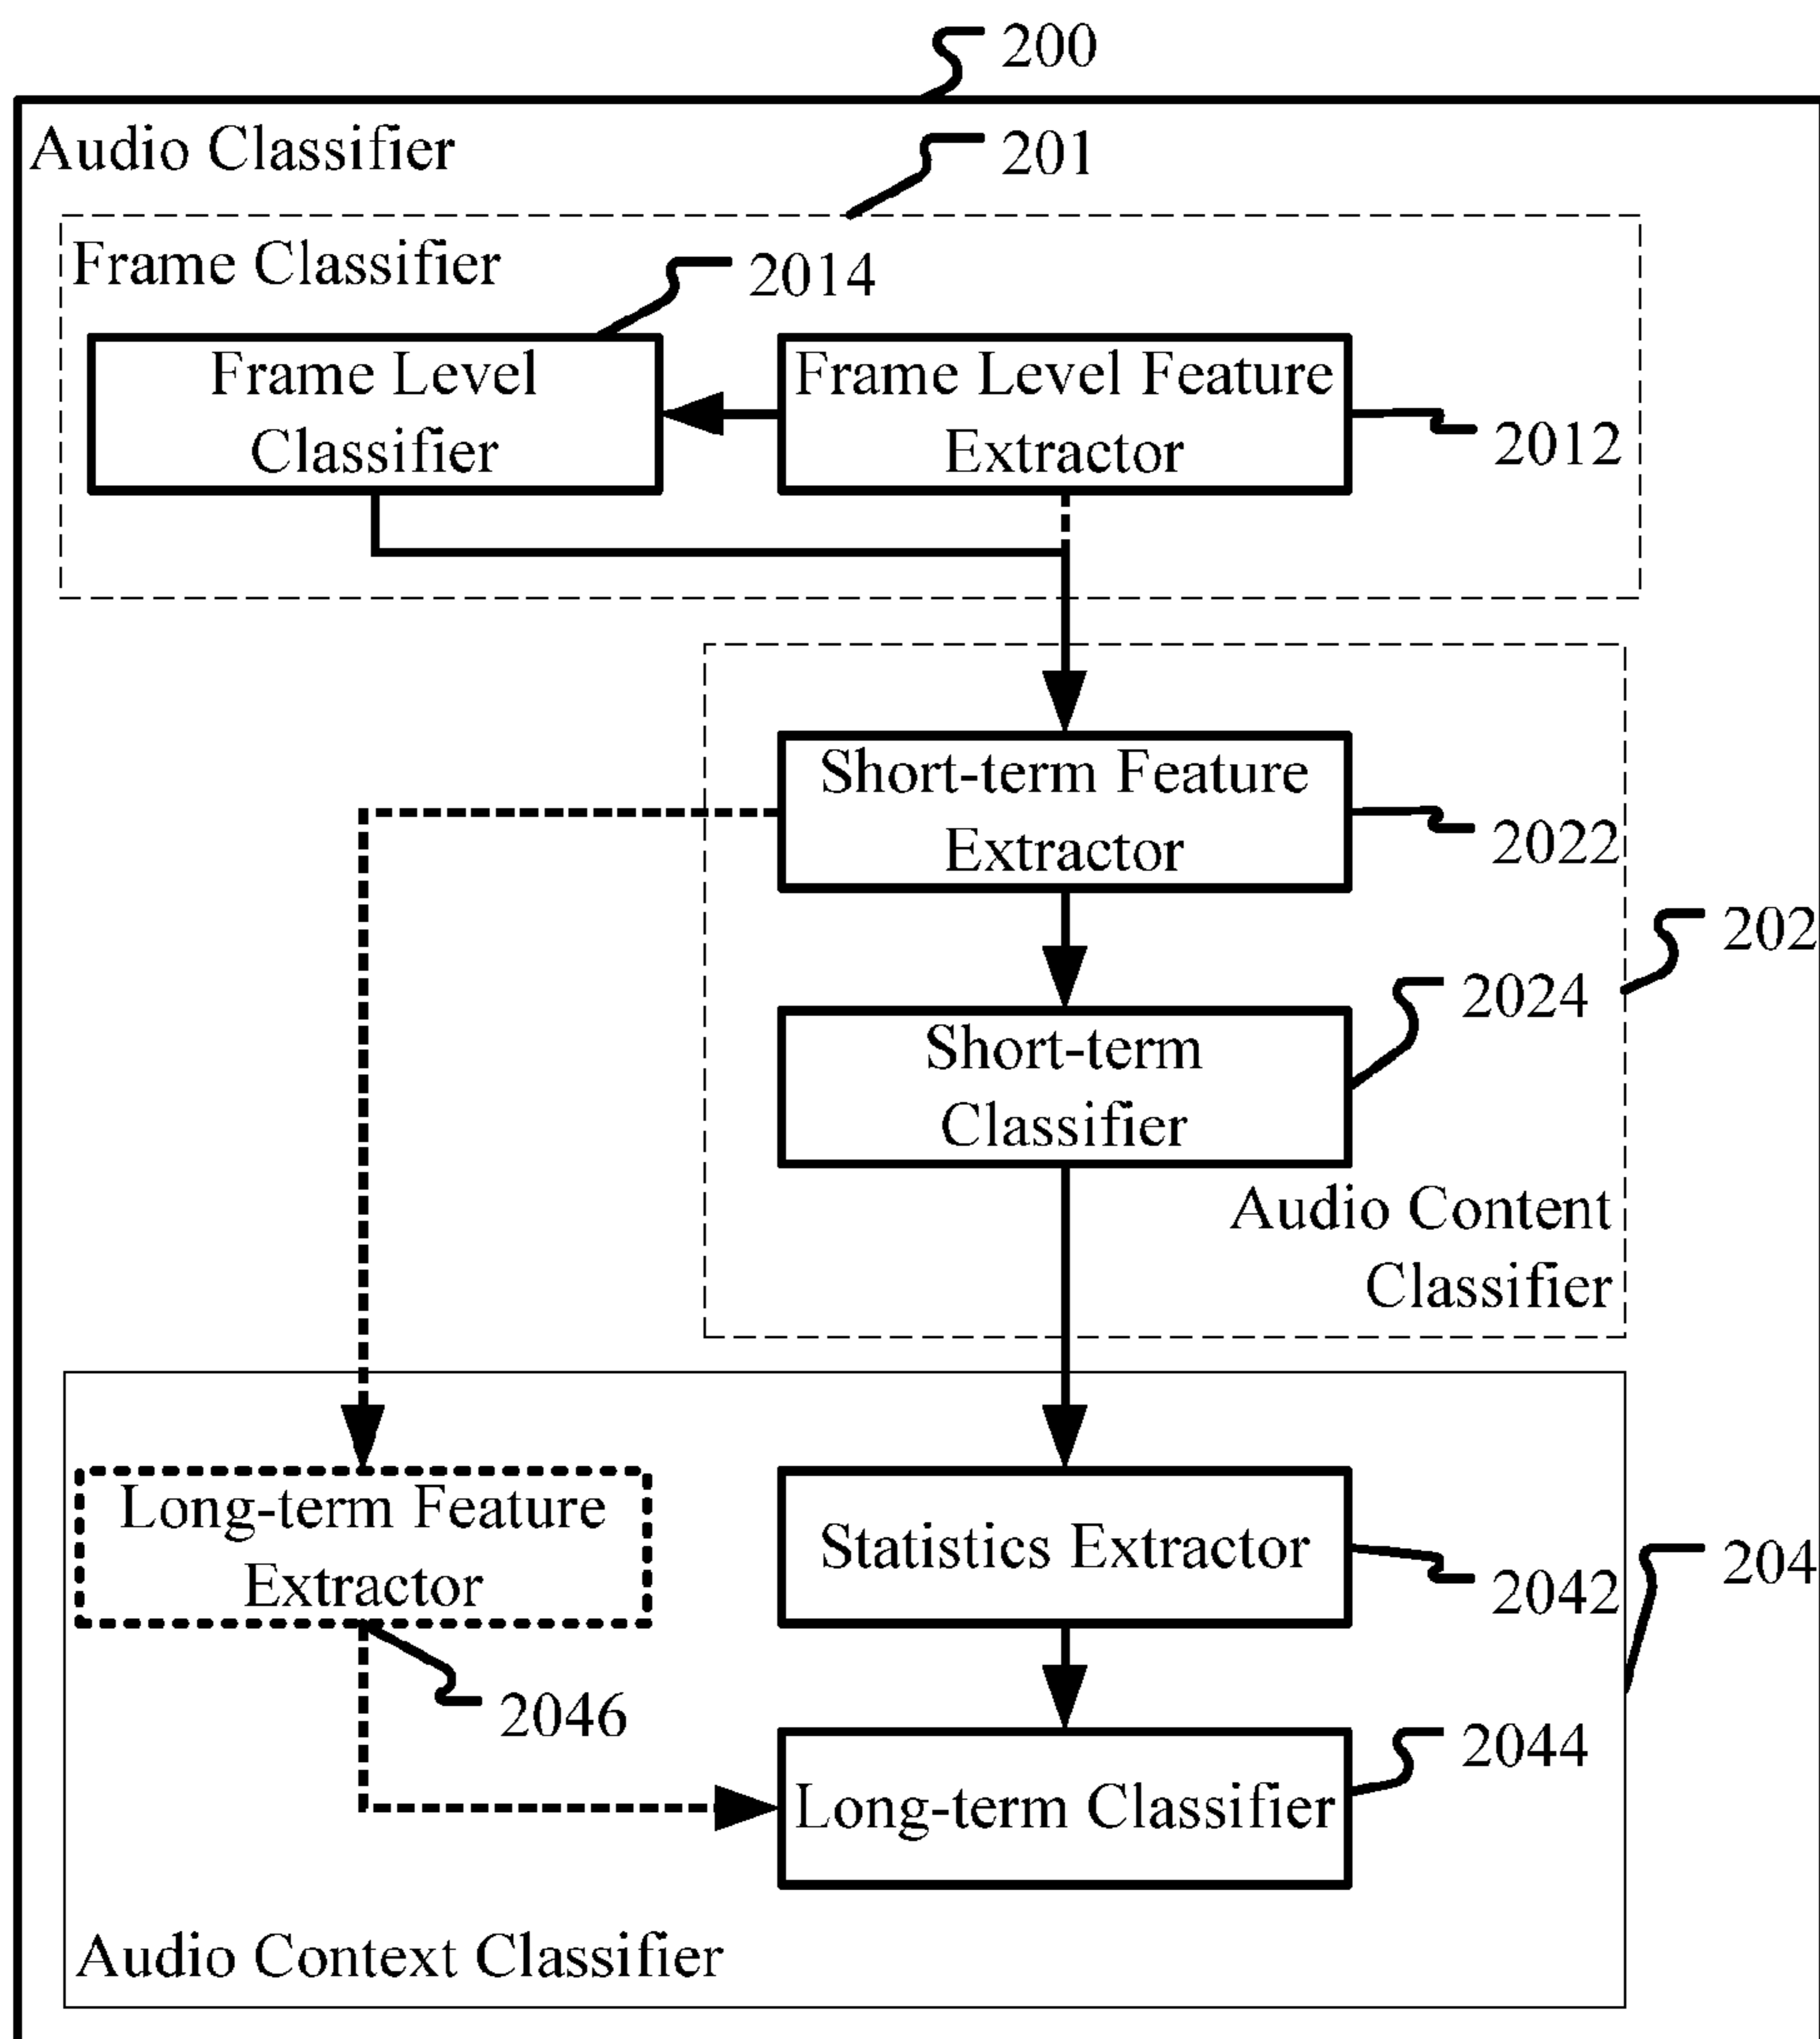 200
Audio Classifier
201
Frame Classifier
2014
Frame Level
Classifier
Frame Level Feature
Extractor
2012
Short-term Feature
Extractor
2022
202
2024
Short-term
Classifier
Audio Content
Classifier
Long-term Feature
Extractor
Statistics Extractor
2042
204
2046
2044
Long-term Classifier
Audio Context Classifier